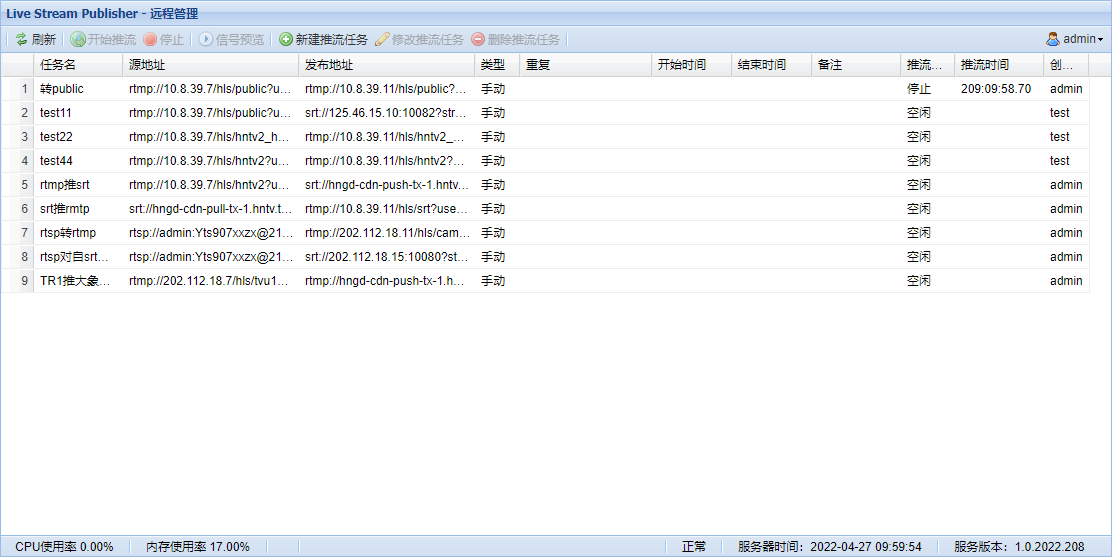 Live Stream Publisher - 远程管理
刷新 开始推流 停止 信号预览 新建推流任务 修改推流任务 删除推流任务 admin
任务名 源地址 发布地址 类型 重复 开始时间 结束时间 备注 推流... 推流时间 创...
1 转public rtmp://10.8.39.7/hls/public?u... rtmp://10.8.39.11/hls/public?... 手动 停止 209:09:58.70 admin
2 test11 rtmp://10.8.39.7/hls/public?u... srt://125.46.15.10:10082?str... 手动 空闲 test
3 test22 rtmp://10.8.39.7/hls/hntv2_h... rtmp://10.8.39.11/hls/hntv2_... 手动 空闲 test
4 test44 rtmp://10.8.39.7/hls/hntv2?u... rtmp://10.8.39.11/hls/hntv2?... 手动 空闲 test
5 rtmp推srt rtmp://10.8.39.7/hls/hntv2?u... srt://hngd-cdn-push-tx-1.hntv... 手动 空闲 admin
6 srt推rmtp srt://hngd-cdn-pull-tx-1.hntv.t... rtmp://10.8.39.11/hls/srt?use... 手动 空闲 admin
7 rtsp转rtmp rtsp://admin:Yts907xxzx@21... rtmp://202.112.18.11/hls/cam... 手动 空闲 admin
8 rtsp对自srt... rtsp://admin:Yts907xxzx@21... srt://202.112.18.15:10080?st... 手动 空闲 admin
9 TR1推大象... rtmp://202.112.18.7/hls/tvu1... rtmp://hngd-cdn-push-tx-1.h... 手动 空闲 admin
CPU使用率 0.00% 内存使用率 17.00% 正常 服务器时间：2022-04-27 09:59:54 服务版本：1.0.2022.208